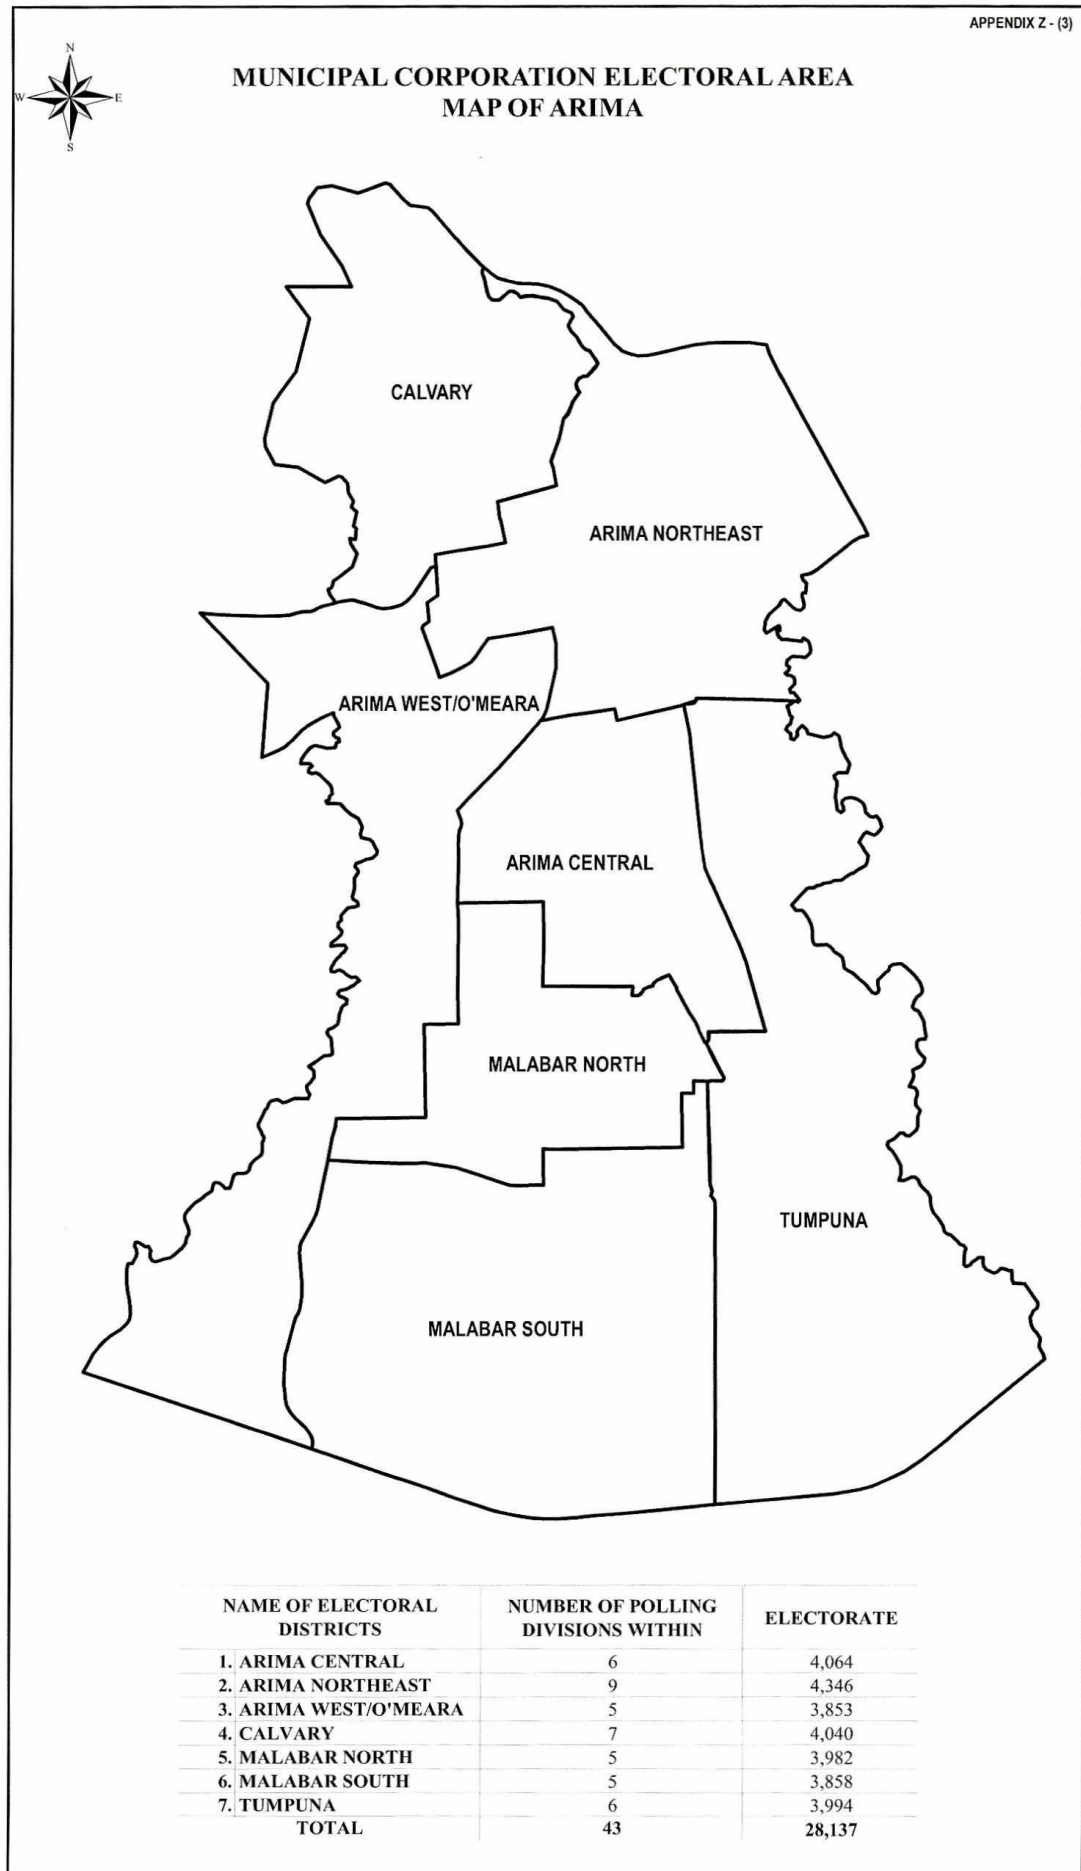 APPENDIX Z - (3)
N
W
E
S
MUNICIPAL CORPORATION ELECTORAL AREA
MAP OF ARIMA
CALVARY
ARIMA NORTHEAST
ARIMA WEST/O'MEARA
ARIMA CENTRAL
MALABAR NORTH
TUMPUNA
MALABAR SOUTH
NAME OF ELECTORAL DISTRICTS NUMBER OF POLLING DIVISIONS WITHIN ELECTORATE
1. ARIMA CENTRAL 6 4,064
2. ARIMA NORTHEAST 9 4,346
3. ARIMA WEST/O'MEARA 5 3,853
4. CALVARY 7 4,040
5. MALABAR NORTH 5 3,982
6. MALABAR SOUTH 5 3,858
7. TUMPUNA 6 3,994
TOTAL 43 28,137